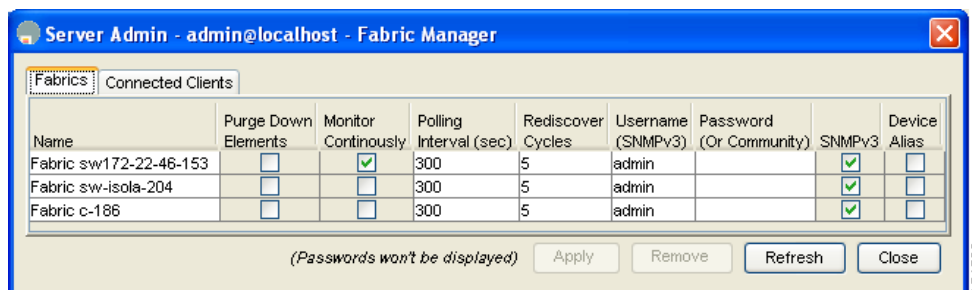 Server Admin - admin@localhost - Fabric Manager
Fabrics Connected Clients
Purge Down Monitor Polling Rediscover Username Password Device
Name Elements Continously Interval (sec) Cycles (SNMPv3) (Or Community) SNMPv3 Alias
Fabric sw172-22-46-153 300 5 admin
Fabric sw-isola-204 300 5 admin
Fabric c-186 300 5 admin
(Passwords won't be displayed) Apply Remove Refresh Close